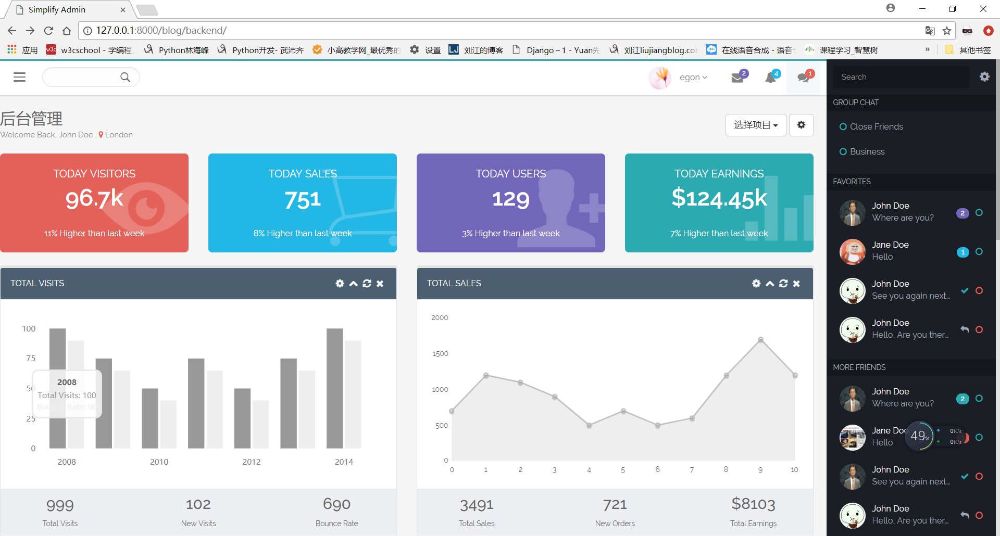 Simplify Admin
127.0.0.1:8000/blog/backend/
应用
w3cschool - 学编程
Python林海峰
Python开发- 武沛齐
小高教学网_最优秀的
设置
刘江的博客
Django ~ 1 - Yuan先
刘江liujiangblog.co
在线语音合成 - 语音
课程学习_智慧树
»
其他书签
egon
2
4
1
后台管理
Welcome Back, John Doe . London
选择项目
TODAY VISITORS
96.7k
11% Higher than last week
TODAY SALES
751
8% Higher than last week
TODAY USERS
129
3% Higher than last week
TODAY EARNINGS
$124.45k
7% Higher than last week
TOTAL VISITS
100
75
50
25
0
2008
Total Visits: 100
Bounce Rate: 90
2008
2010
2012
2014
999
Total Visits
102
New Visits
690
Bounce Rate
TOTAL SALES
2000
1500
1000
500
0
0 1 2 3 4 5 6 7 8 9 10
3491
Total Sales
721
New Orders
$8103
Total Earnings
Search
GROUP CHAT
Close Friends
Business
FAVORITES
John Doe
Where are you?
2
Jane Doe
Hello
1
John Doe
See you again next...
John Doe
Hello, Are you ther...
MORE FRIENDS
John Doe
Where are you?
2
Jane Doe
Hello
49%
0K/s
0K/s
John Doe
See you again next...
John Doe
Hello, Are you ther...